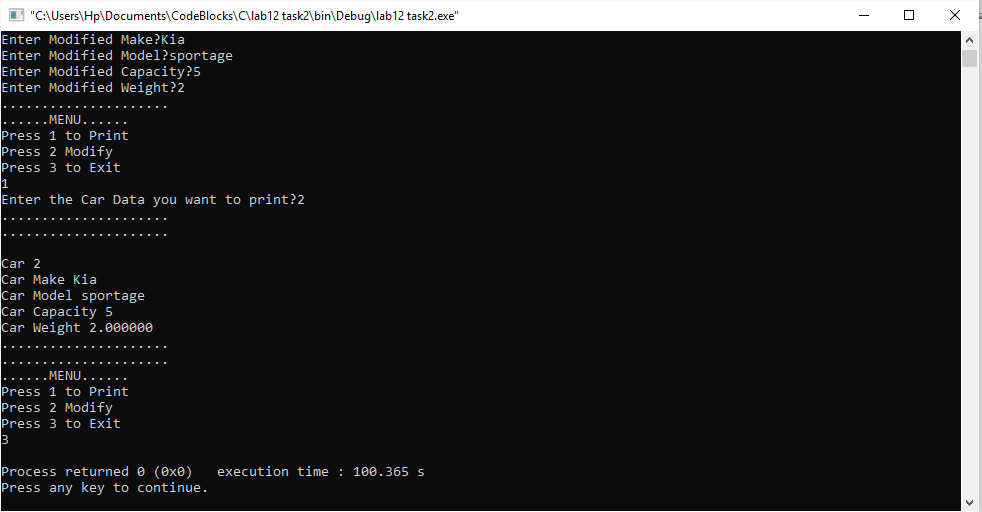 "C:\Users\Hp\Documents\CodeBlocks\C\lab12 task2\bin\Debug\lab12 task2.exe"
Enter Modified Make?Kia
Enter Modified Model?sportage
Enter Modified Capacity?5
Enter Modified Weight?2
.....................
......MENU......
Press 1 to Print
Press 2 Modify
Press 3 to Exit
1
Enter the Car Data you want to print?2
.....................
.....................
Car 2
Car Make Kia
Car Model sportage
Car Capacity 5
Car Weight 2.000000
.....................
.....................
......MENU......
Press 1 to Print
Press 2 Modify
Press 3 to Exit
3
Process returned 0 (0x0)   execution time : 100.365 s
Press any key to continue.